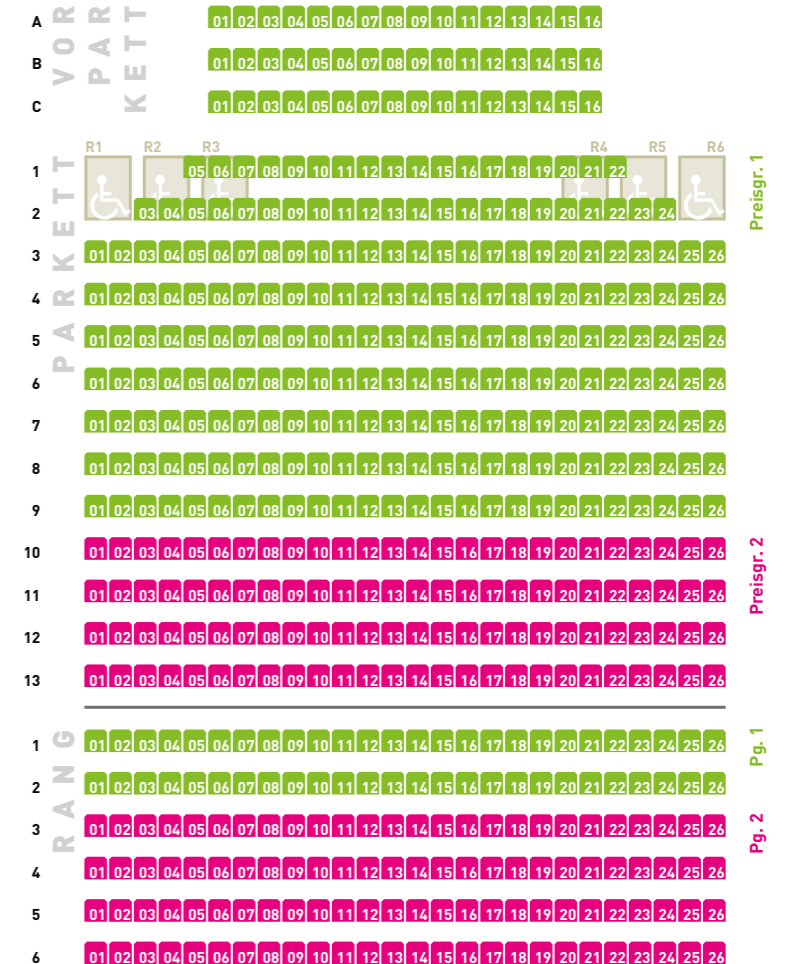 VOR
PAR
KETT
A 01 02 03 04 05 06 07 08 09 10 11 12 13 14 15 16
B 01 02 03 04 05 06 07 08 09 10 11 12 13 14 15 16
C 01 02 03 04 05 06 07 08 09 10 11 12 13 14 15 16
PARKETT
R1 R2 R3 R4 R5 R6
1 05 06 07 08 09 10 11 12 13 14 15 16 17 18 19 20 21 22
2 03 04 05 06 07 08 09 10 11 12 13 14 15 16 17 18 19 20 21 22 23 24
Preisgr. 1
3 01 02 03 04 05 06 07 08 09 10 11 12 13 14 15 16 17 18 19 20 21 22 23 24 25 26
4 01 02 03 04 05 06 07 08 09 10 11 12 13 14 15 16 17 18 19 20 21 22 23 24 25 26
5 01 02 03 04 05 06 07 08 09 10 11 12 13 14 15 16 17 18 19 20 21 22 23 24 25 26
6 01 02 03 04 05 06 07 08 09 10 11 12 13 14 15 16 17 18 19 20 21 22 23 24 25 26
7 01 02 03 04 05 06 07 08 09 10 11 12 13 14 15 16 17 18 19 20 21 22 23 24 25 26
8 01 02 03 04 05 06 07 08 09 10 11 12 13 14 15 16 17 18 19 20 21 22 23 24 25 26
9 01 02 03 04 05 06 07 08 09 10 11 12 13 14 15 16 17 18 19 20 21 22 23 24 25 26
10 01 02 03 04 05 06 07 08 09 10 11 12 13 14 15 16 17 18 19 20 21 22 23 24 25 26
11 01 02 03 04 05 06 07 08 09 10 11 12 13 14 15 16 17 18 19 20 21 22 23 24 25 26
Preisgr. 2
12 01 02 03 04 05 06 07 08 09 10 11 12 13 14 15 16 17 18 19 20 21 22 23 24 25 26
13 01 02 03 04 05 06 07 08 09 10 11 12 13 14 15 16 17 18 19 20 21 22 23 24 25 26
RANG
1 01 02 03 04 05 06 07 08 09 10 11 12 13 14 15 16 17 18 19 20 21 22 23 24 25 26
Pg. 1
2 01 02 03 04 05 06 07 08 09 10 11 12 13 14 15 16 17 18 19 20 21 22 23 24 25 26
3 01 02 03 04 05 06 07 08 09 10 11 12 13 14 15 16 17 18 19 20 21 22 23 24 25 26
Pg. 2
4 01 02 03 04 05 06 07 08 09 10 11 12 13 14 15 16 17 18 19 20 21 22 23 24 25 26
5 01 02 03 04 05 06 07 08 09 10 11 12 13 14 15 16 17 18 19 20 21 22 23 24 25 26
6 01 02 03 04 05 06 07 08 09 10 11 12 13 14 15 16 17 18 19 20 21 22 23 24 25 26